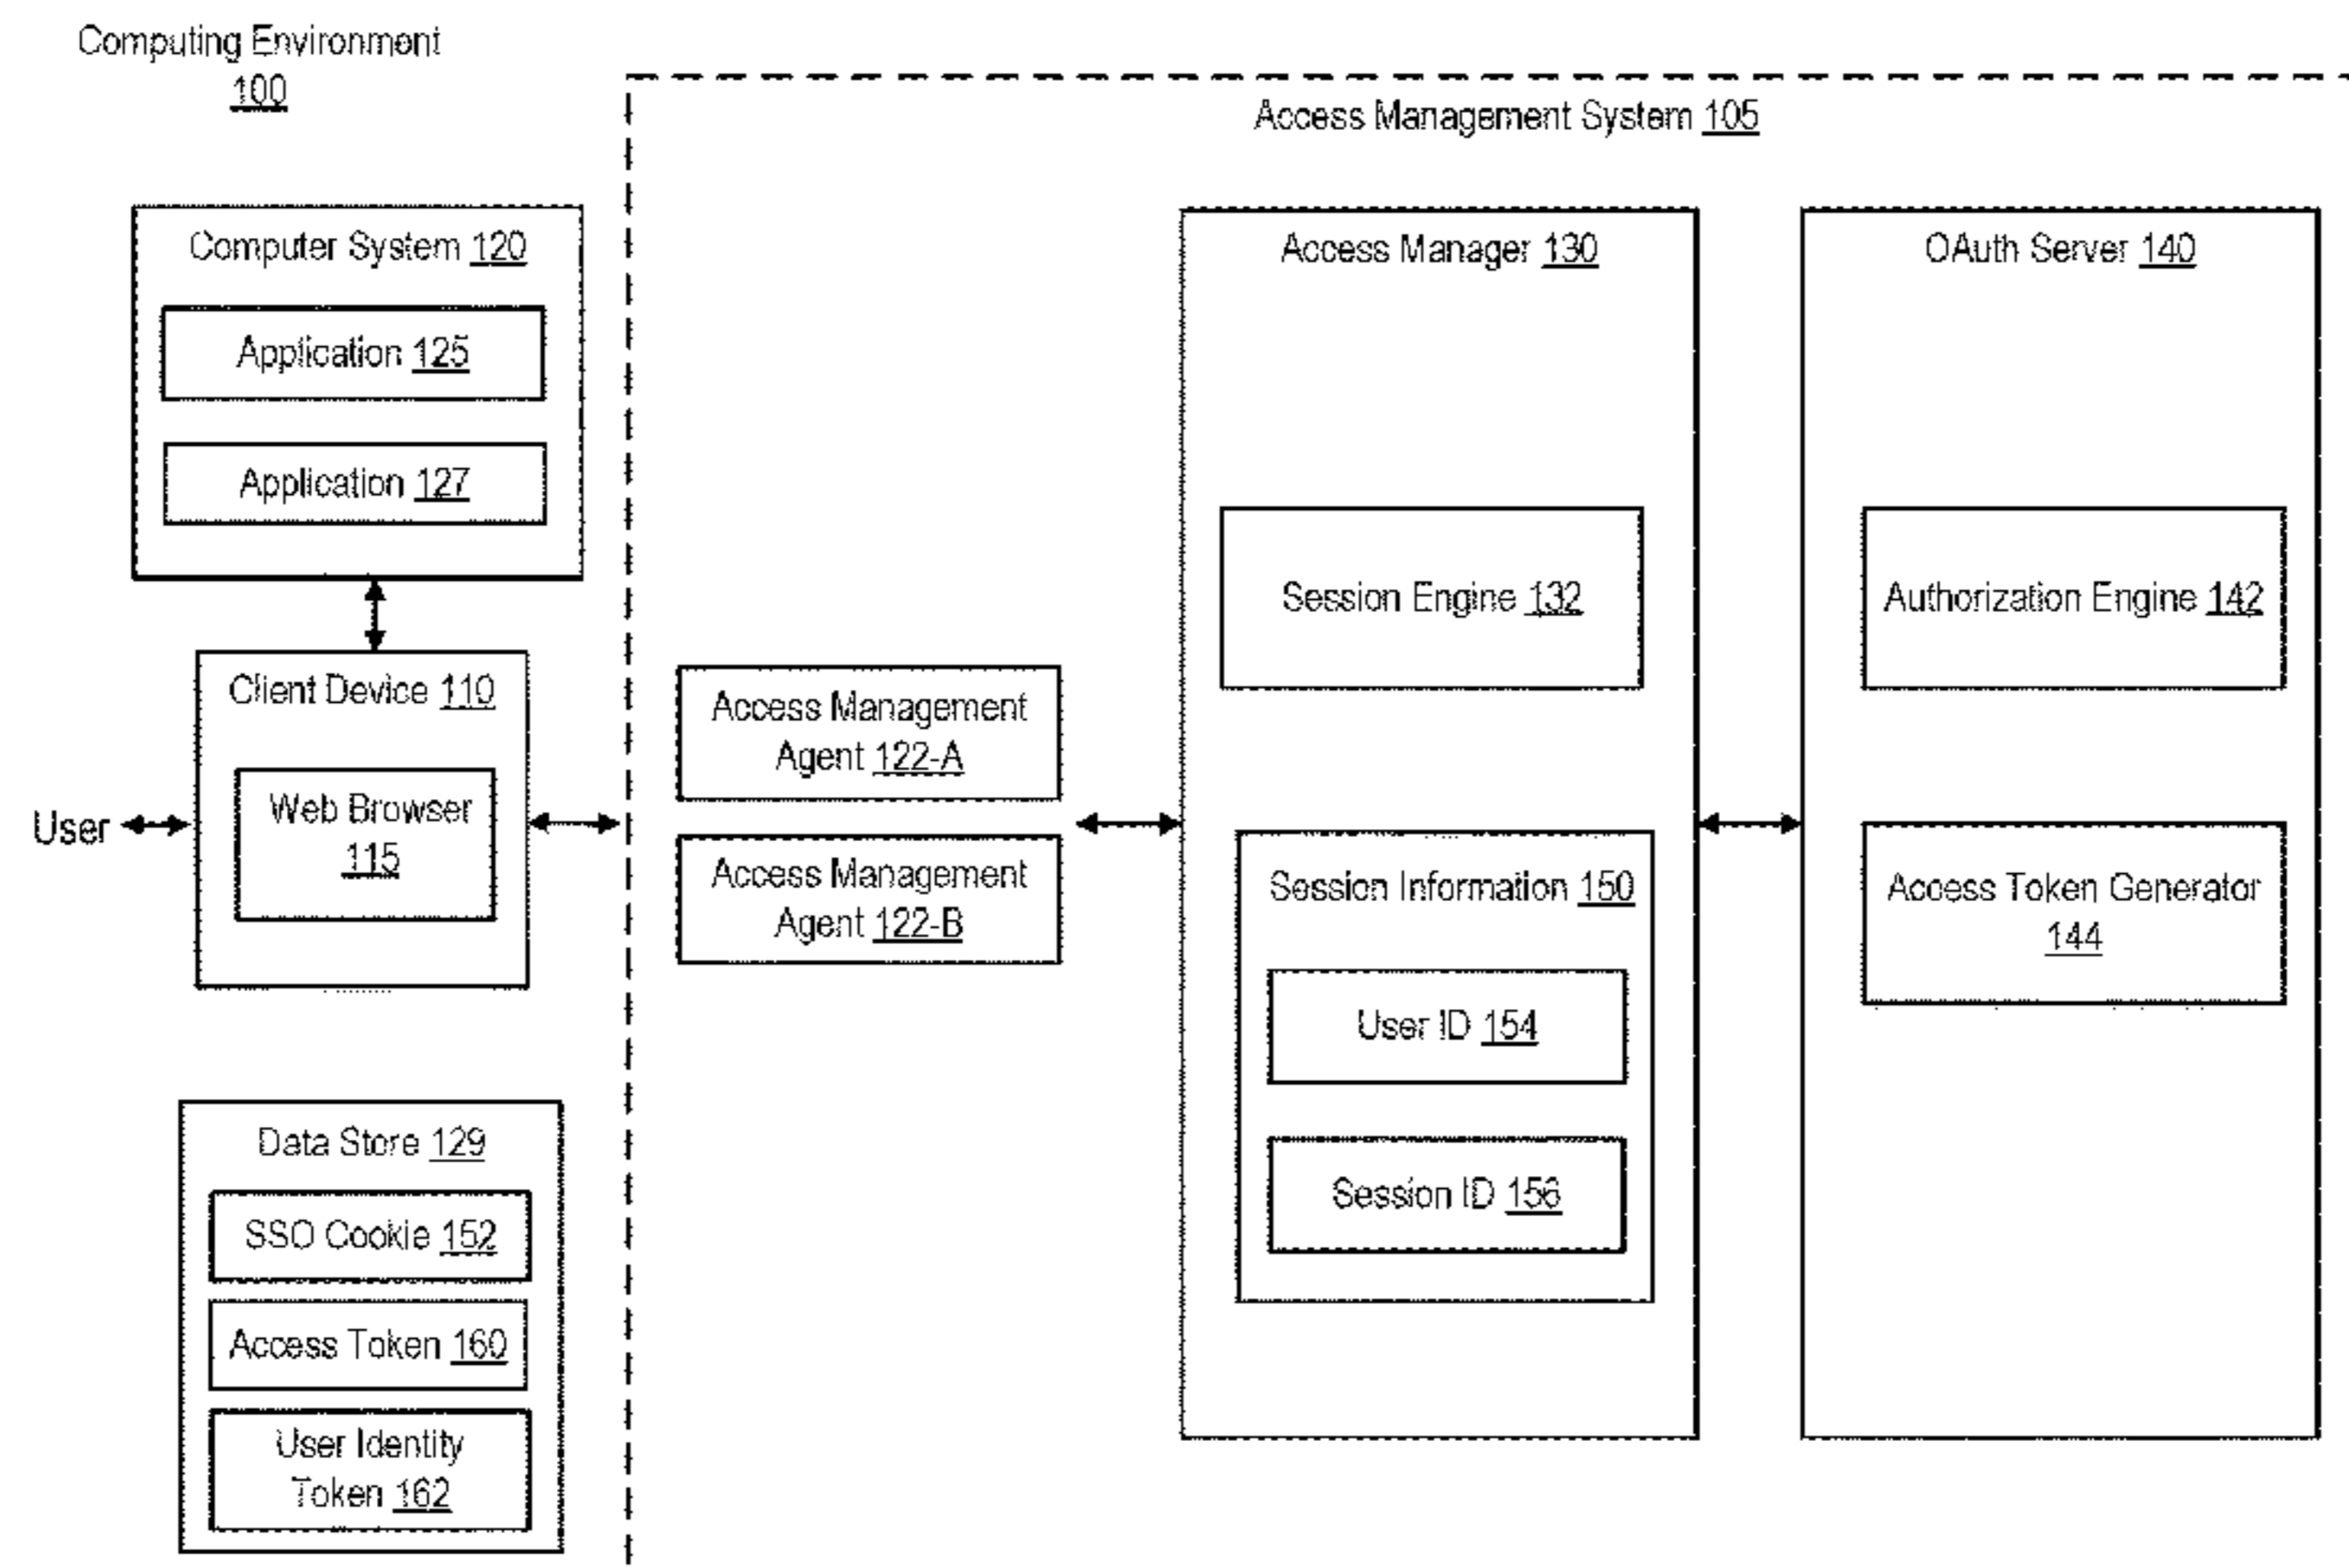 Computing Environment
100
Access Management System 105
Computer System 120
Application 125
Application 127
Client Device 110
Web Browser
115
User
Data Store 129
SSO Cookie 152
Access Token 160
User Identity
Token 162
Access Management
Agent 122-A
Access Management
Agent 122-B
Access Manager 130
Session Engine 132
Session Information 150
User ID 154
Session ID 156
OAuth Server 140
Authorization Engine 142
Access Token Generator
144